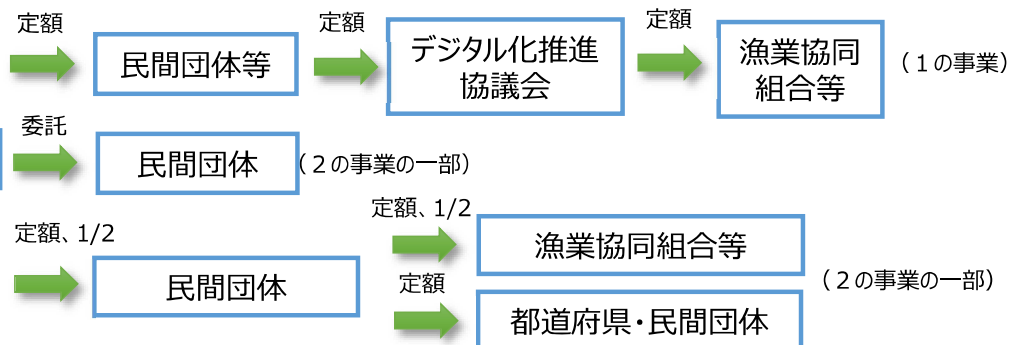 定額
民間団体等
定額
デジタル化推進
協議会
定額
漁業協同
組合等
（１の事業）
委託
民間団体
（２の事業の一部）
定額、1/2
民間団体
定額、1/2
漁業協同組合等
定額
都道府県・民間団体
（２の事業の一部）